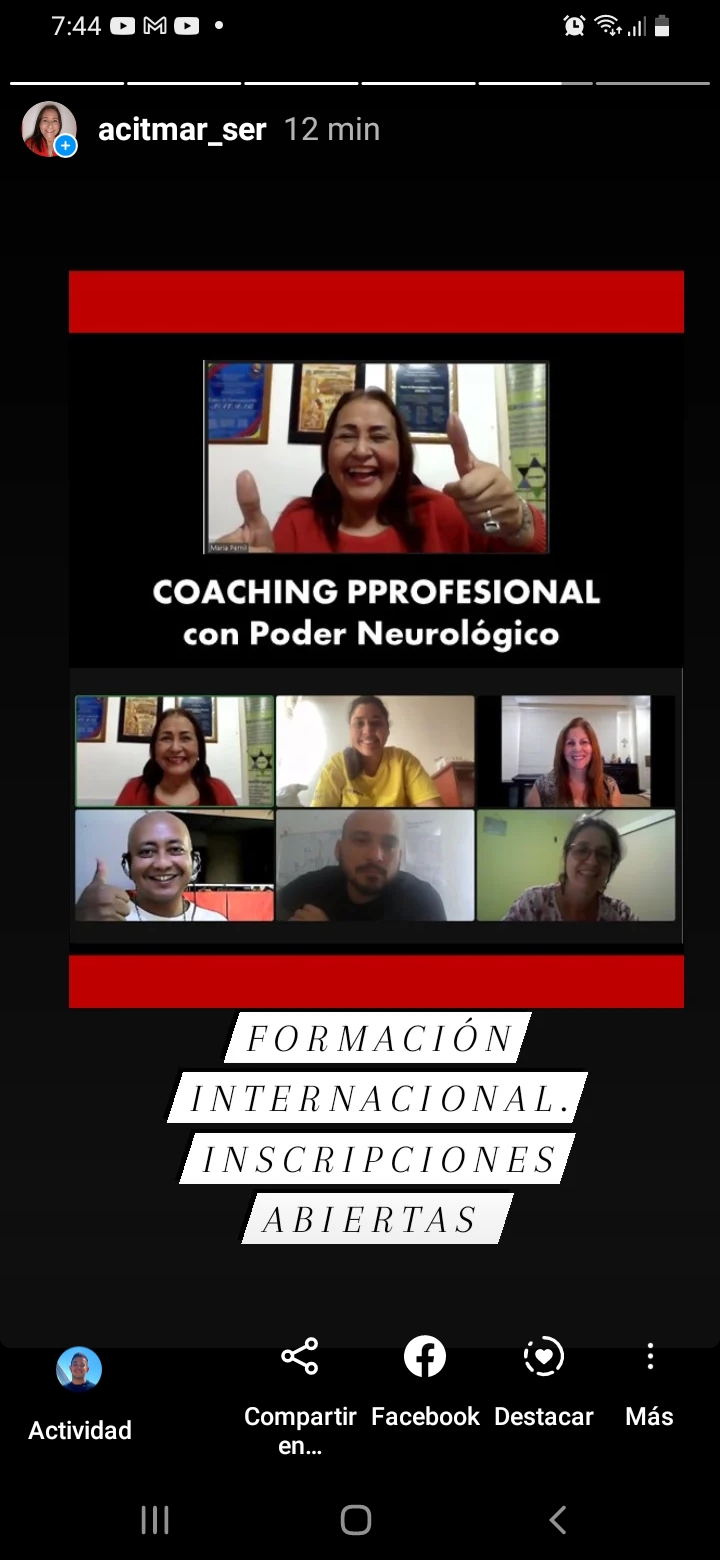 7:44
acitmar_ser 12 min
COACHING PPROFESIONAL
con Poder Neurológico
FORMACIÓN
INTERNACIONAL.
INSCRIPCIONES
ABIERTAS
Actividad
Compartir
en...
Facebook
Destacar
Más